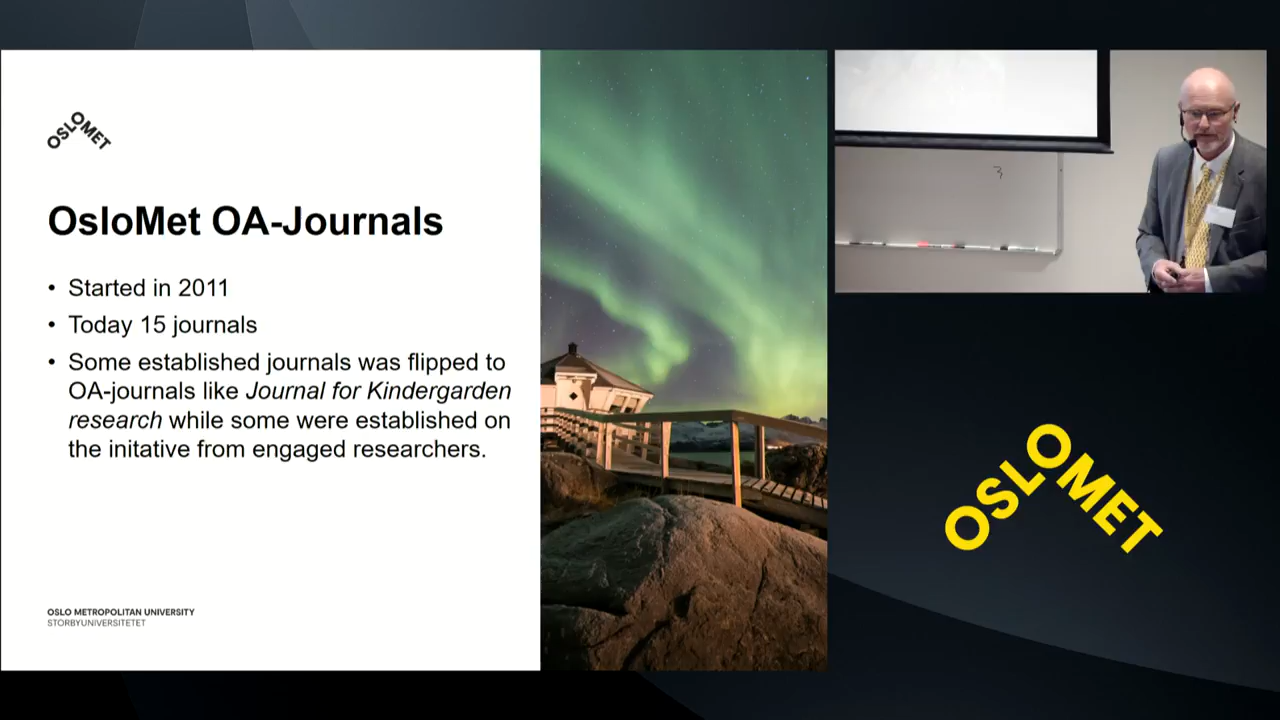 OSLOMET
OsloMet OA-Journals
• Started in 2011
• Today 15 journals
• Some established journals was flipped to
OA-journals like Journal for Kindergarden
research while some were established on
the initative from engaged researchers.
OSLO METROPOLITAN UNIVERSITY
STORBYUNIVERSITETET
3
OSLOMET